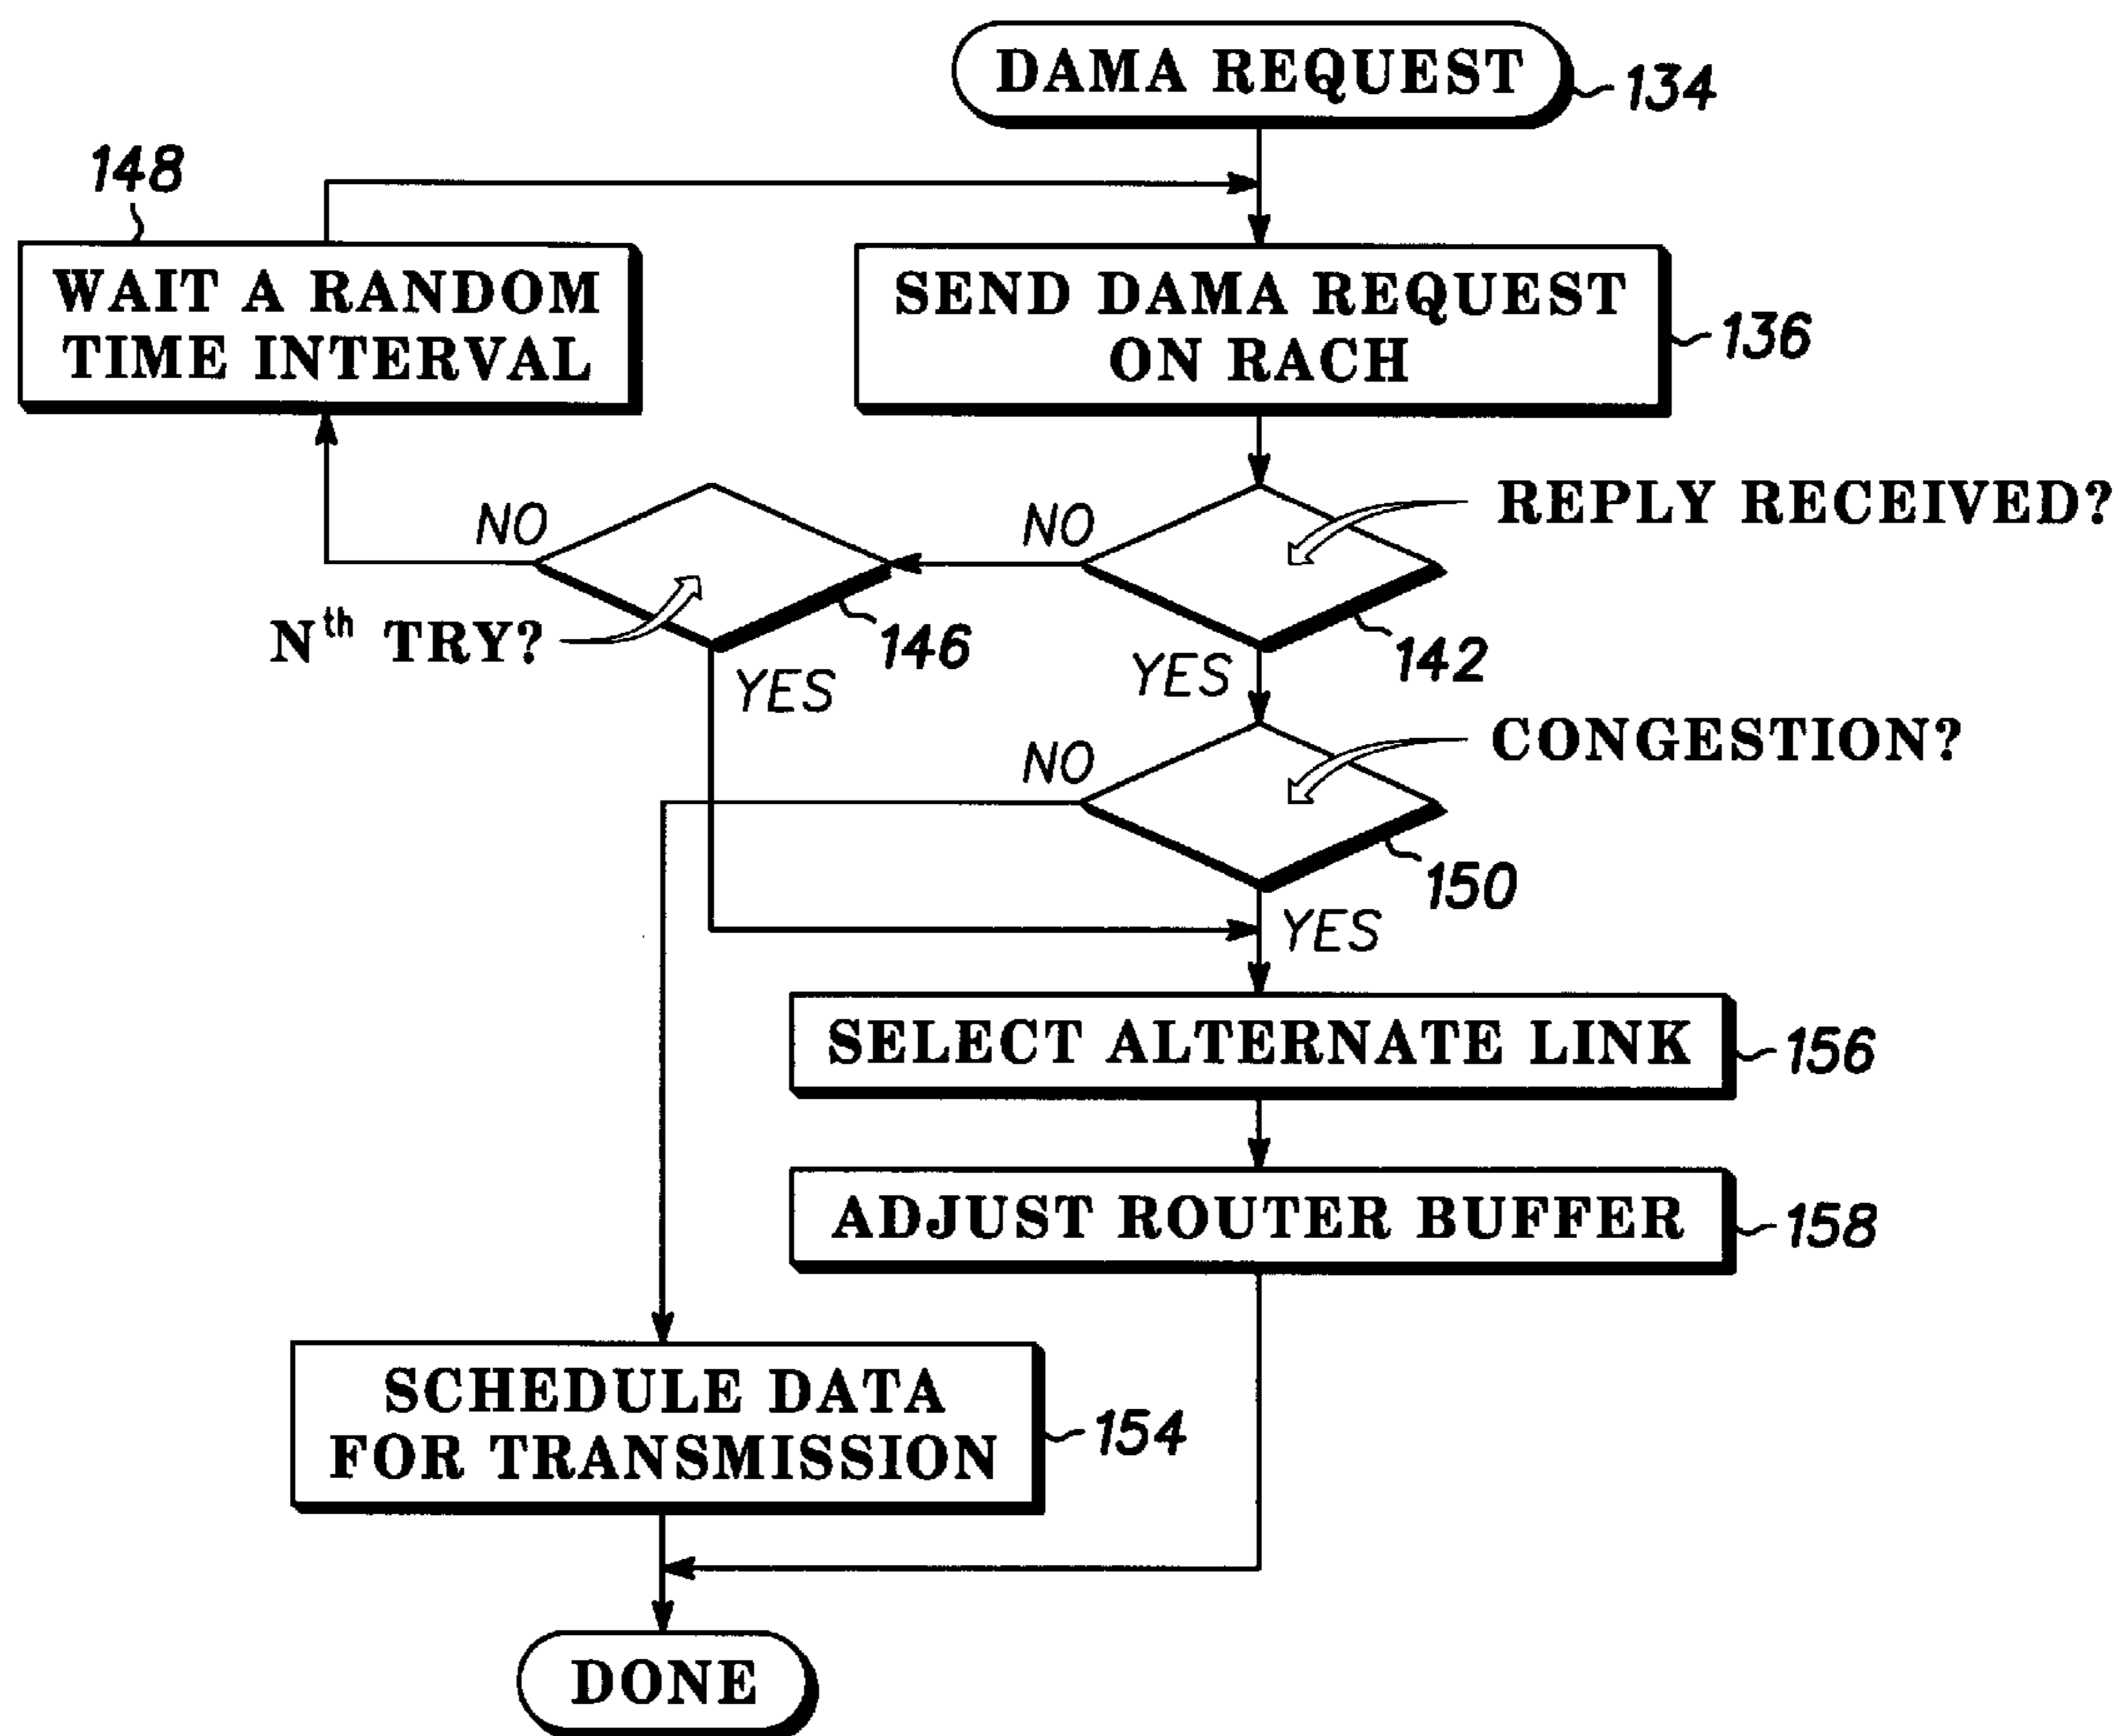 DAMA REQUEST
134
148
WAIT A RANDOM
TIME INTERVAL
SEND DAMA REQUEST
ON RACH
136
NO
NO
REPLY RECEIVED?
Nth TRY?
146
142
YES
YES
CONGESTION?
NO
150
YES
SELECT ALTERNATE LINK
156
ADJUST ROUTER BUFFER
158
SCHEDULE DATA
FOR TRANSMISSION
154
DONE